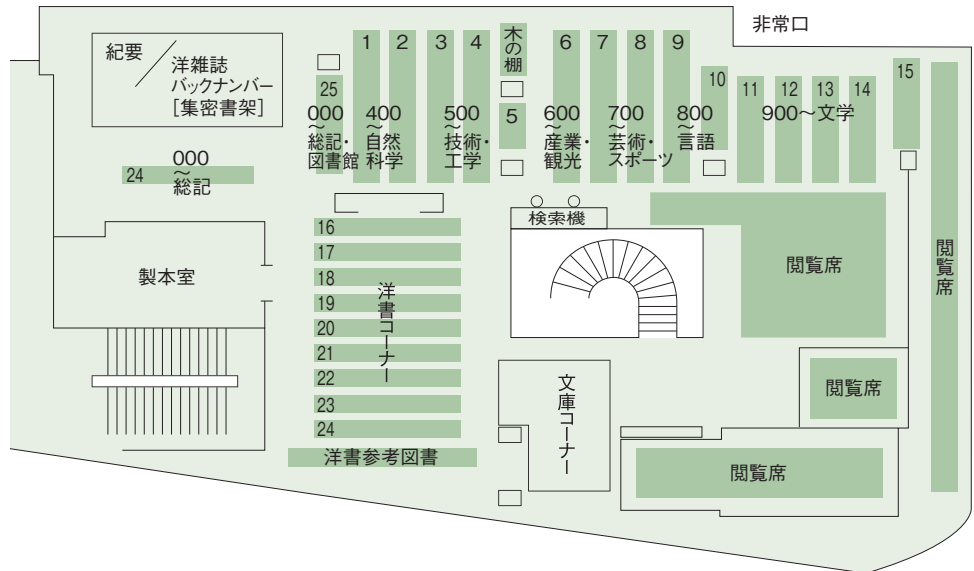 非常口
紀要
洋雑誌
バックナンバー
[集密書架]
1
2
3
4
木の棚
6
7
8
9
10
11
12
13
14
15
25
5
000
〜
総記・
図書館
400
〜
自然
科学
500
〜
技術・
工学
600
〜
産業・
観光
700
〜
芸術・
スポーツ
800
〜
言語
900〜文学
24
000
〜
総記
製本室
16
17
18
19
20
21
22
23
24
洋書コーナー
洋書参考図書
検索機
文庫コーナー
閲覧席
閲覧席
閲覧席
閲覧席